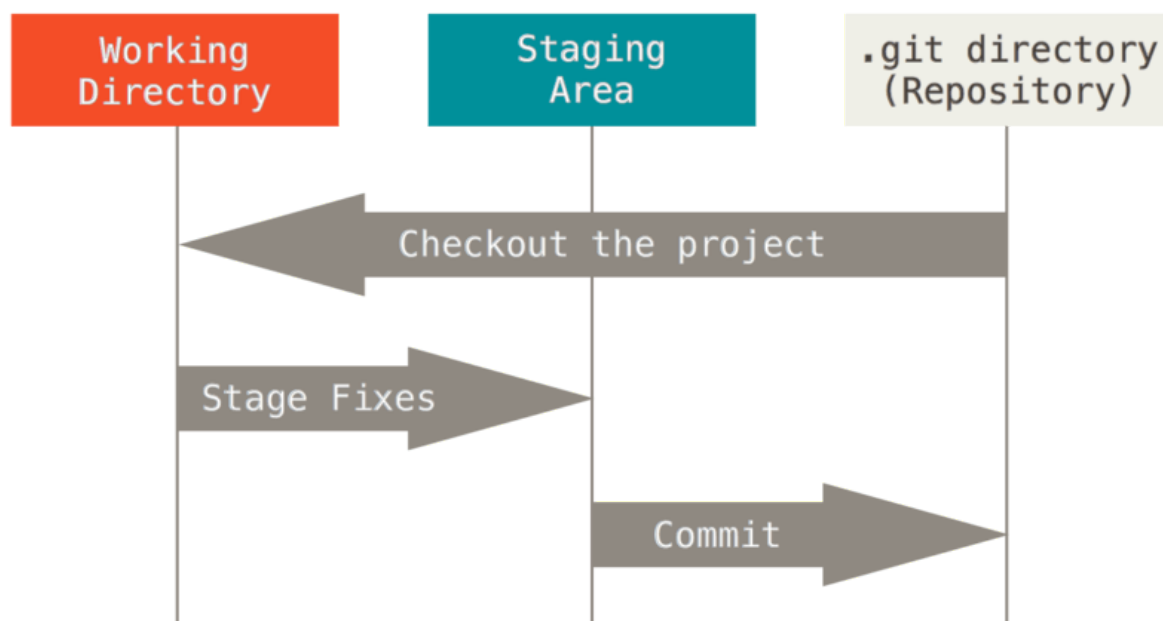 Working
Directory
Staging
Area
.git directory
(Repository)
Checkout the project
Stage Fixes
Commit